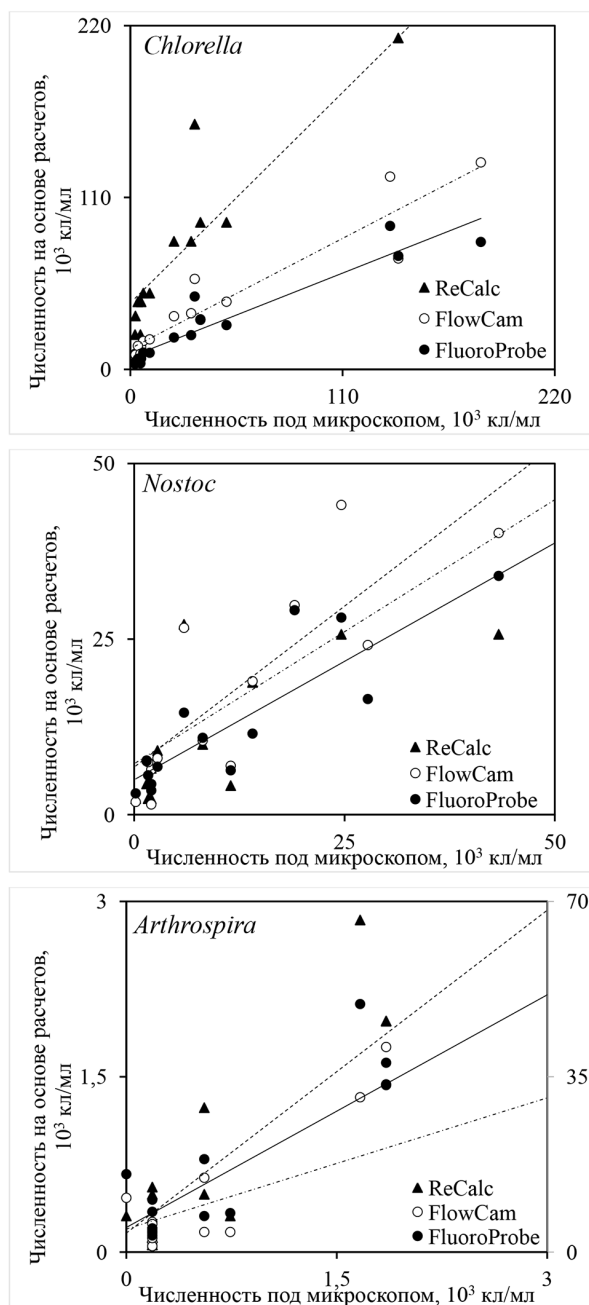 Chlorella
Численность на основе расчетов,
10³ кл/мл
220
110
0
ReCalc
FlowCam
FluoroProbe
0
110
220
Численность под микроскопом, 10³ кл/мл
Nostoc
Численность на основе расчетов,
10³ кл/мл
50
25
0
ReCalc
FlowCam
FluoroProbe
0
25
50
Численность под микроскопом, 10³ кл/мл
Arthrospira
Численность на основе расчетов,
10³ кл/мл
3
1,5
0
70
35
0
ReCalc
FlowCam
FluoroProbe
0
1,5
3
Численность под микроскопом, 10³ кл/мл